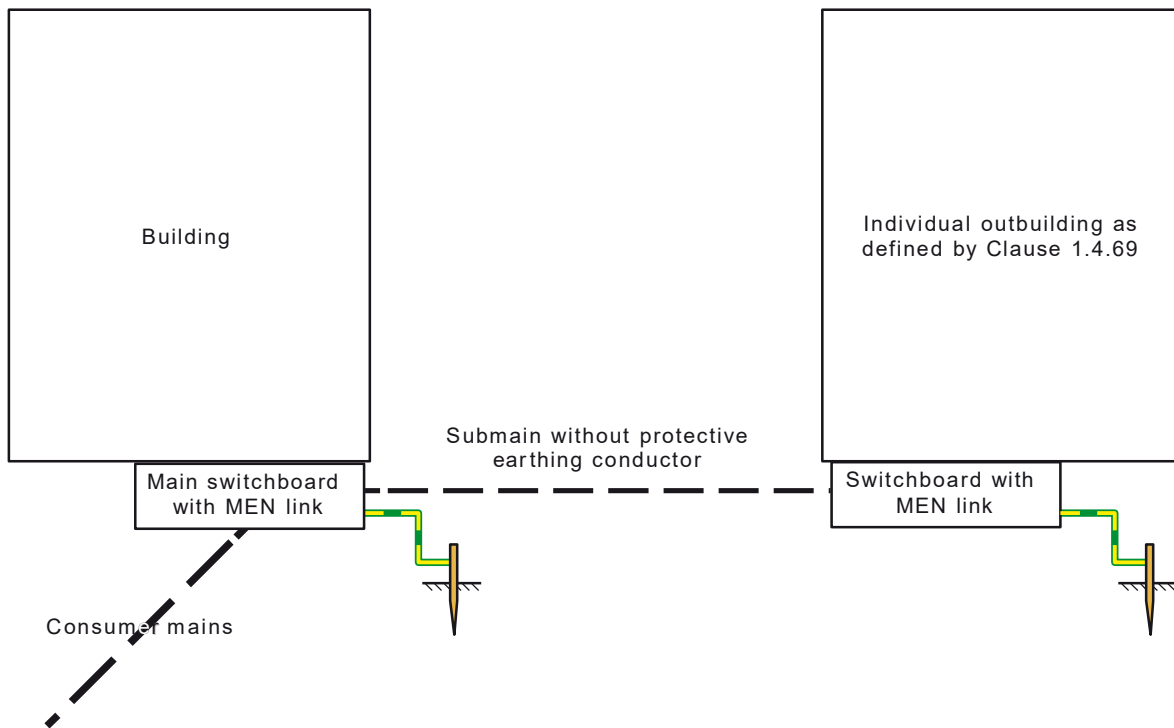 Building
Individual outbuilding as
defined by Clause 1.4.69
Submain without protective
earthing conductor
Main switchboard
with MEN link
Switchboard with
MEN link
Consumer mains